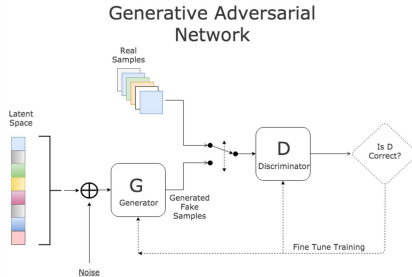 Generative Adversarial
Network
Real
Samples
Latent
Space
D
Discriminator
Is D
Correct?
G
Generator
Generated
Fake
Samples
Fine Tune Training
Noise